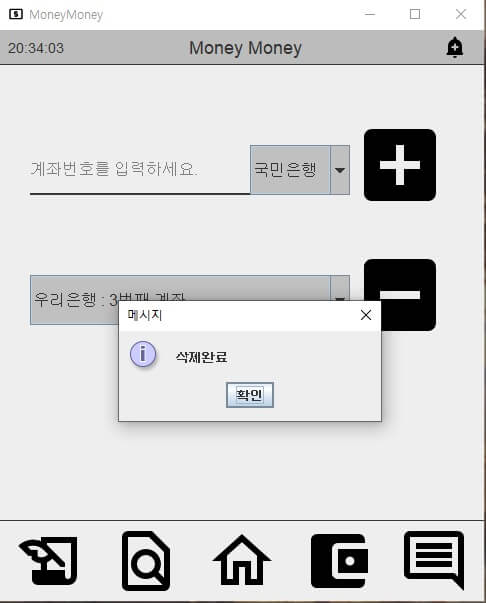 MoneyMoney
20:34:03
Money Money
계좌번호를 입력하세요.
국민은행
우리은행 : 3번째 계좌
메시지
삭제완료
확인